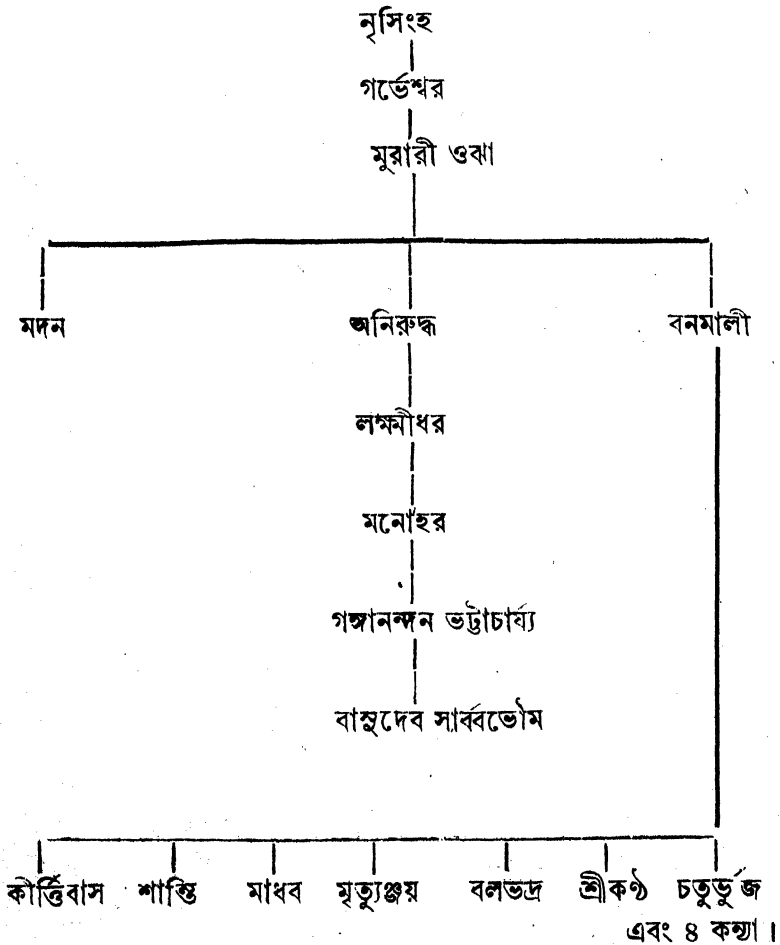 নৃসিংহ
গর্ভেশ্বর
মুরারী ওঝা
মদন অনিরুদ্ধ বনমালী
লক্ষ্মীধর
মনোহর
গঙ্গানন্দন ভট্টাচার্য্য
বাসুদেব সার্ব্বভৌম
কীর্ত্তিবাস শান্তি মাধব মৃত্যুঞ্জয় বলভদ্র শ্রীকণ্ঠ চতুর্ভুজ
এবং ৪ কন্যা।